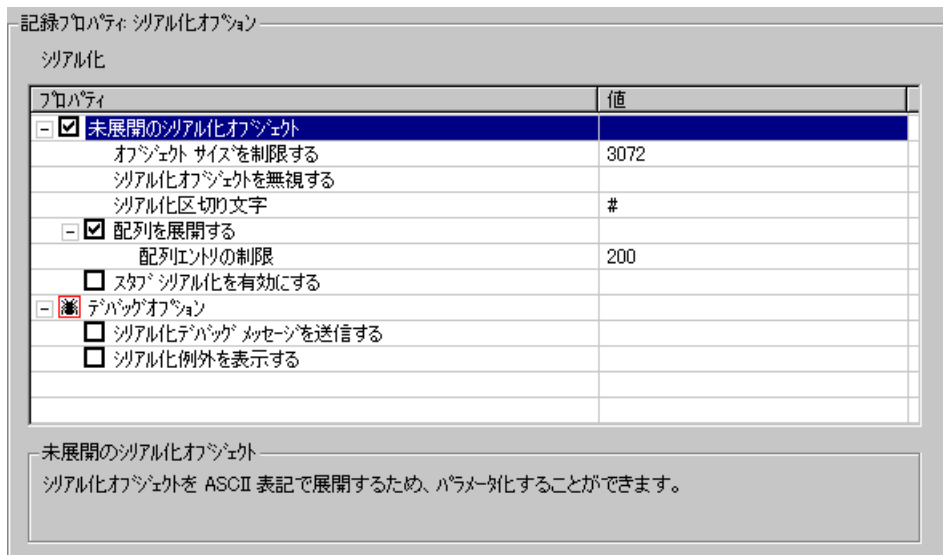 記録プロパティ: シリアル化オプション
シリアル化
プロパティ 値
未展開のシリアル化オブジェクト
オブジェクト サイズを制限する 3072
シリアル化オブジェクトを無視する
シリアル化区切り文字 #
配列を展開する
配列エントリの制限 200
スタブ シリアル化を有効にする
デバッグオプション
シリアル化デバッグ メッセージを送信する
シリアル化例外を表示する
未展開のシリアル化オブジェクト
シリアル化オブジェクトを ASCII 表記で展開するため、パラメータ化することができます。